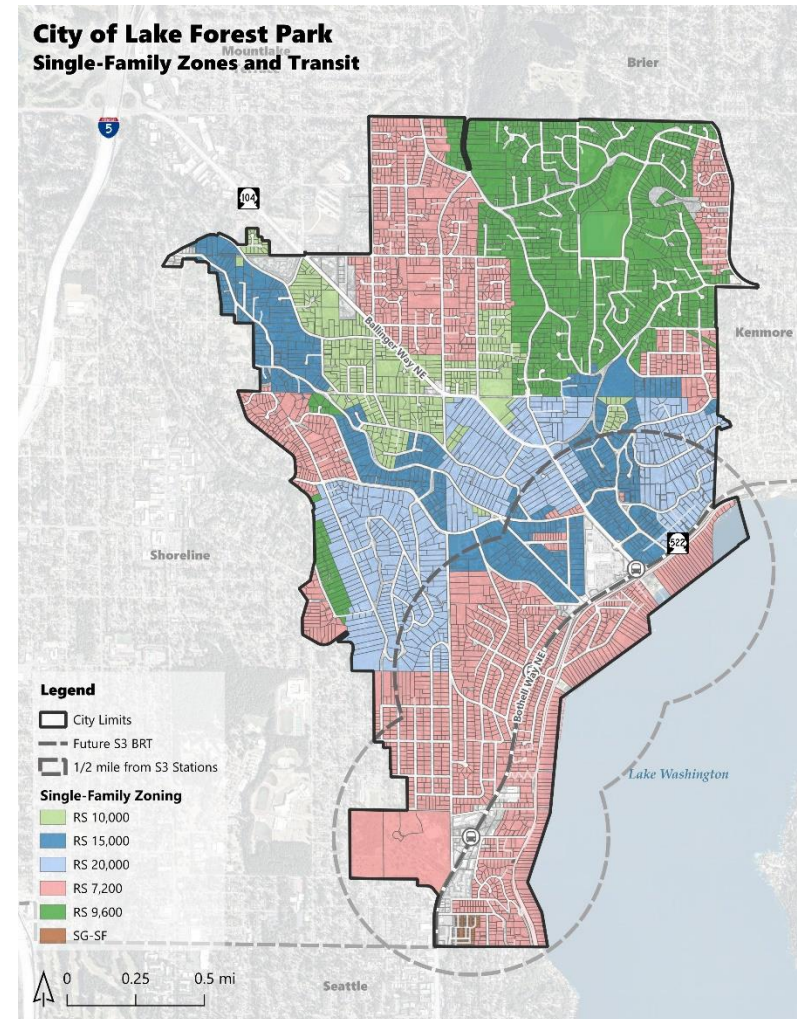 City of Lake Forest Park
Single-Family Zones and Transit
Mountlake
Terrace
Brier
5
104
Ballinger Way NE
Kenmore
Shoreline
522
Bothell Way NE
Lake Washington
Seattle
Legend
City Limits
Future S3 BRT
1/2 mile from S3 Stations
Single-Family Zoning
RS 10,000
RS 15,000
RS 20,000
RS 7,200
RS 9,600
SG-SF
0 0.25 0.5 mi